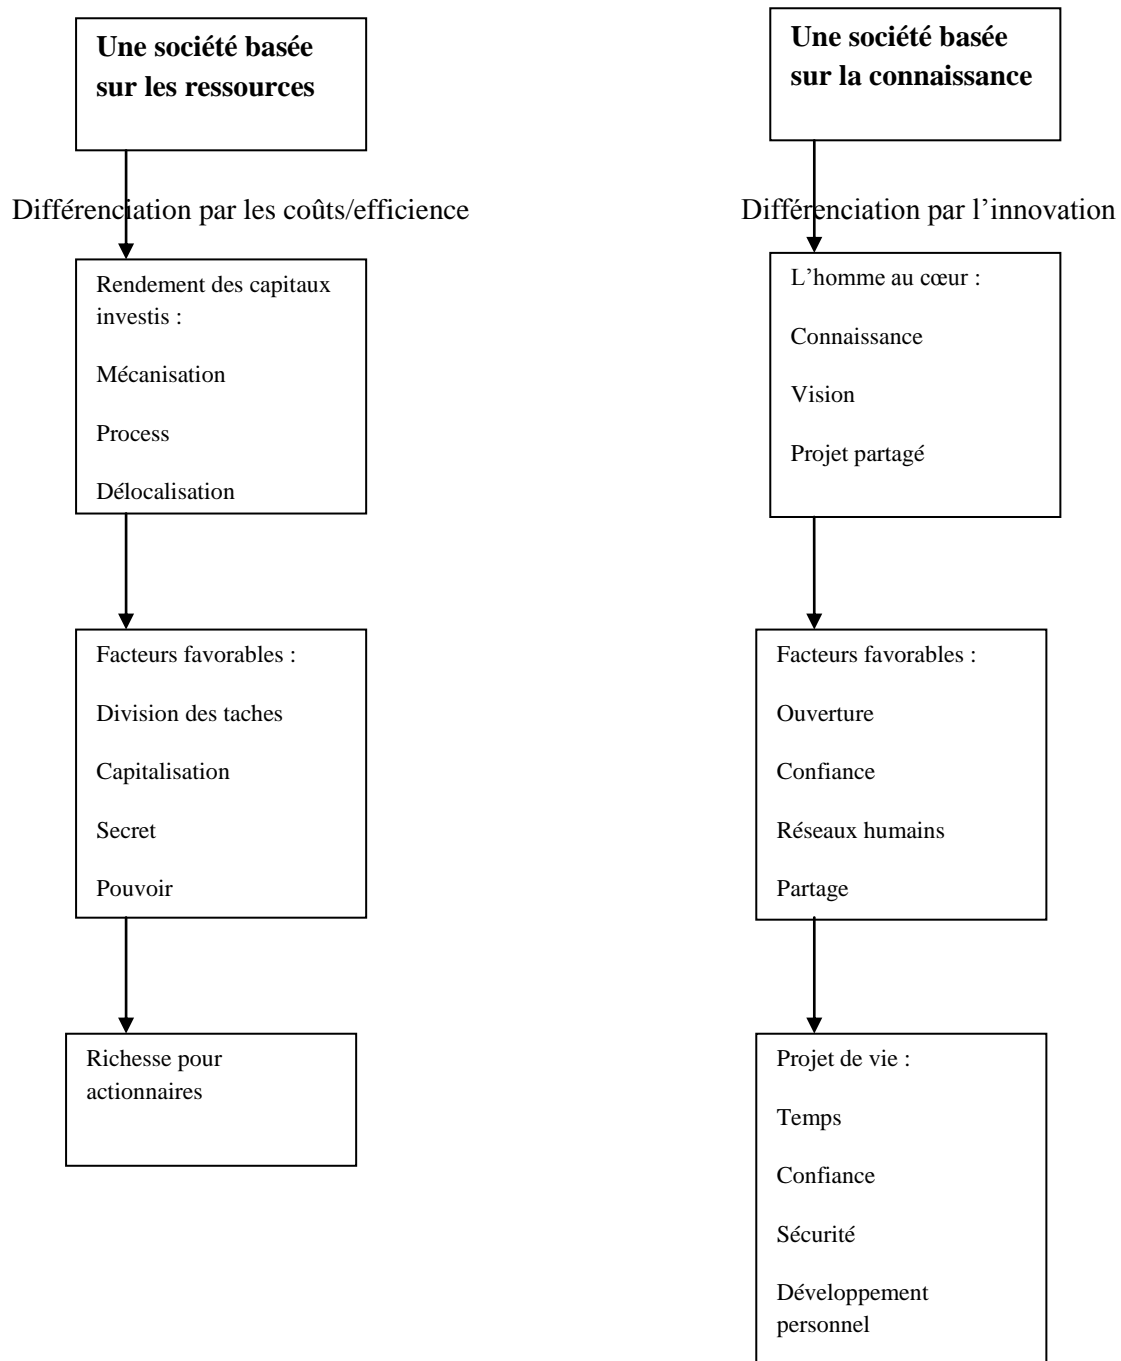 Une société basée
sur les ressources
Différenciation par les coûts/efficience
Rendement des capitaux
investis :
Mécanisation
Process
Délocalisation
Facteurs favorables :
Division des taches
Capitalisation
Secret
Pouvoir
Richesse pour
actionnaires
Une société basée
sur la connaissance
Différenciation par l’innovation
L’homme au cœur :
Connaissance
Vision
Projet partagé
Facteurs favorables :
Ouverture
Confiance
Réseaux humains
Partage
Projet de vie :
Temps
Confiance
Sécurité
Développement
personnel